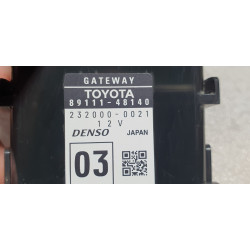 GATEWAY
TOYOTA
89111-48140
232000-0021
12V
DENSO JAPAN
03